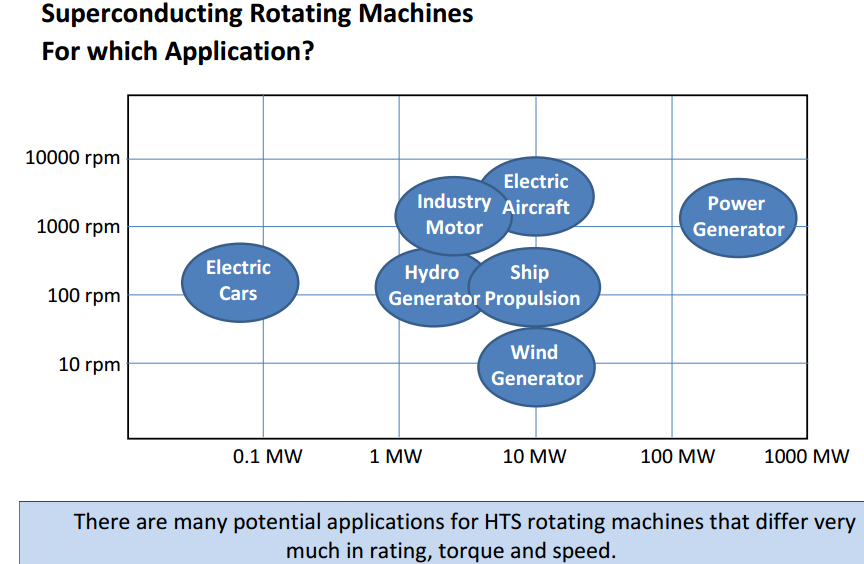 Superconducting Rotating Machines
For which Application?
10000 rpm
1000 rpm
100 rpm
10 rpm
Electric
Aircraft
Industry
Motor
Power
Generator
Electric
Cars
Hydro
Generator
Ship
Propulsion
Wind
Generator
0.1 MW
1 MW
10 MW
100 MW
1000 MW
There are many potential applications for HTS rotating machines that differ very
much in rating, torque and speed.